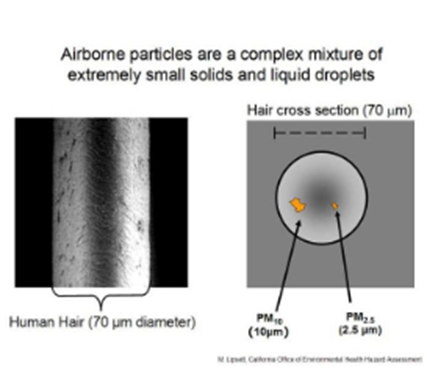 Airborne particles are a complex mixture of
extremely small solids and liquid droplets
Hair cross section (70 µm)
Human Hair (70 µm diameter)
PM10
(10µm)
PM2.5
(2.5 µm)
M. Lipsett, California Office of Environmental Health Hazard Assessment